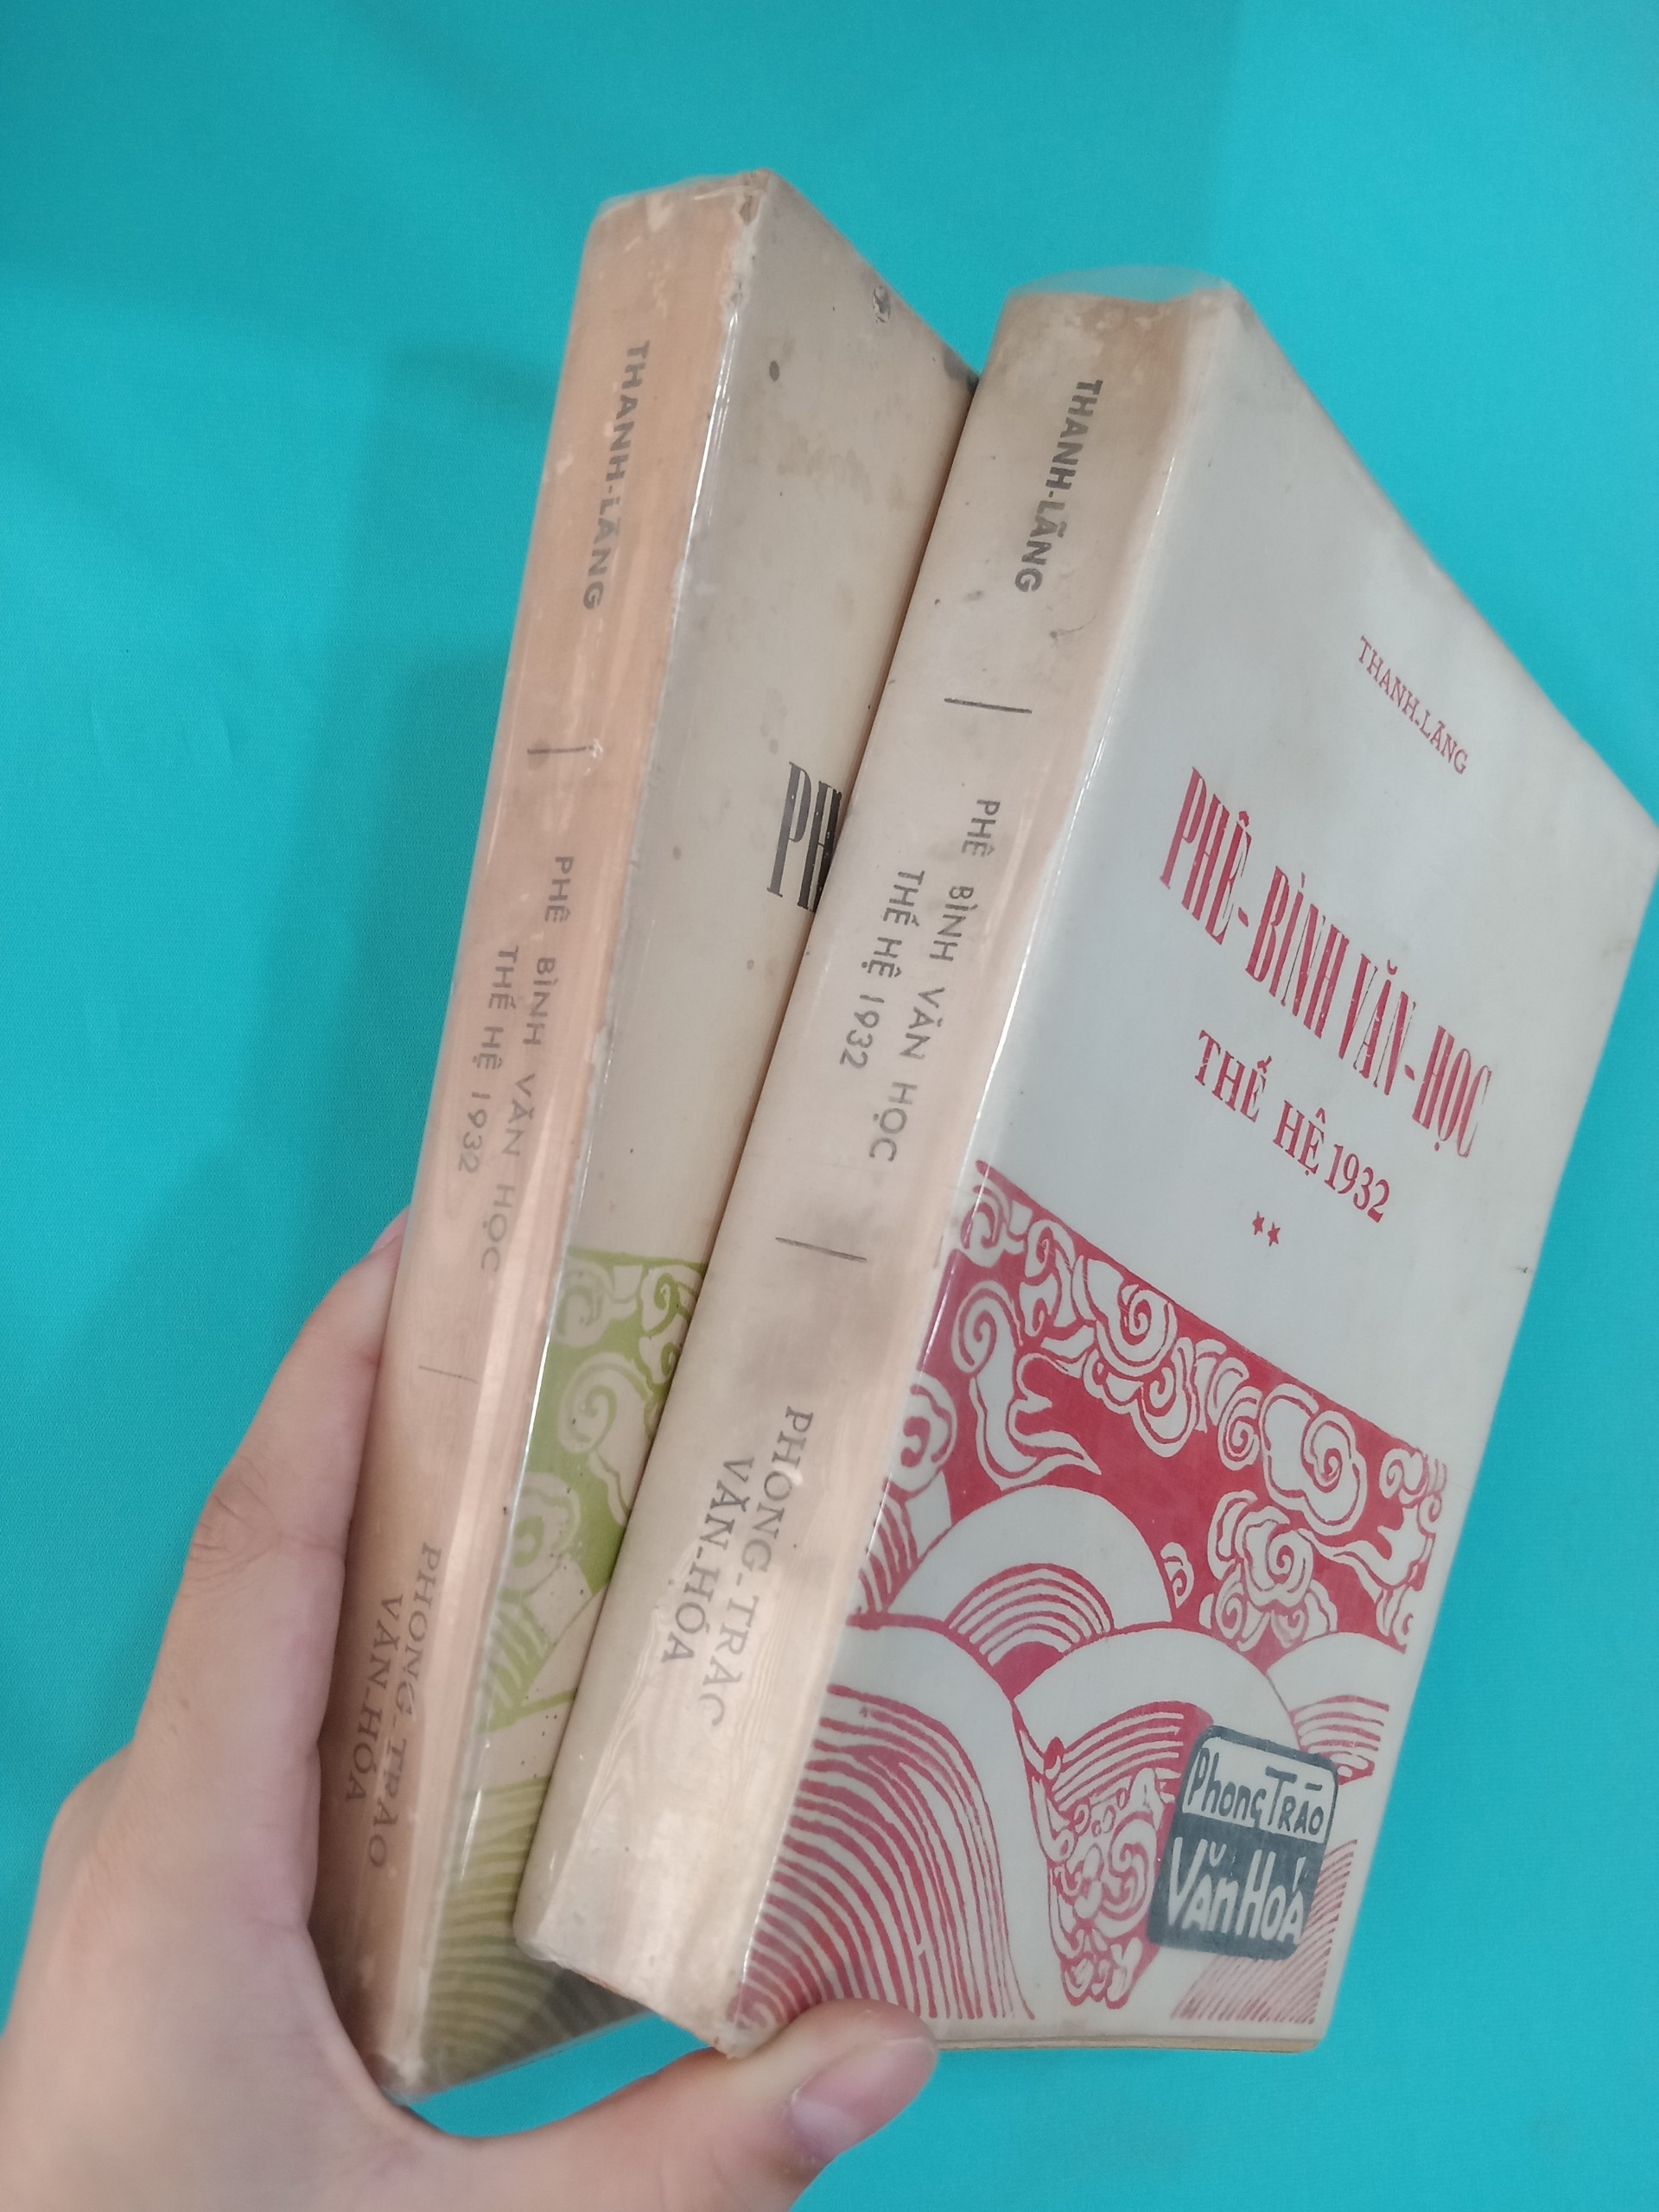 THANH-LÃNG
PHÊ BÌNH VĂN HỌC
THẾ HỆ 1932
PHONG-TRÀO
VĂN-HÓA
PH
THANH-LÃNG
PHÊ BÌNH VĂN HỌC
THẾ HỆ 1932
PHONG-TRÀO
VĂN-HÓA
THANH-LÃNG
PHÊ-BÌNH VĂN-HỌC
THẾ HỆ 1932
**
Phong TRÀO
VĂN HOÁ